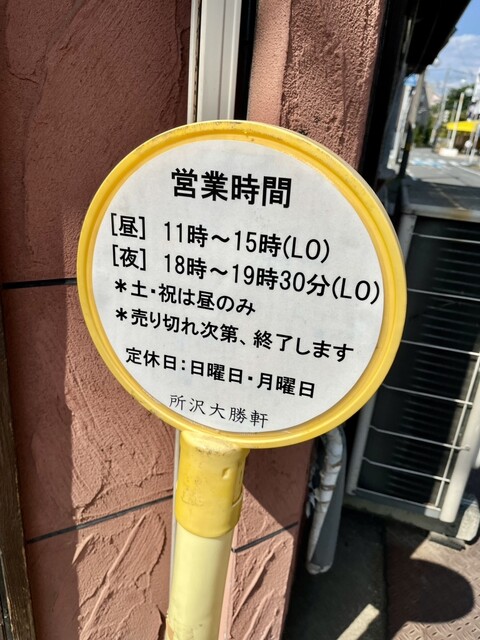 営業時間
[昼] 11時～15時(LO)
[夜] 18時～19時30分(LO)
＊土・祝は昼のみ
＊売り切れ次第、終了します
定休日：日曜日・月曜日
所沢大勝軒